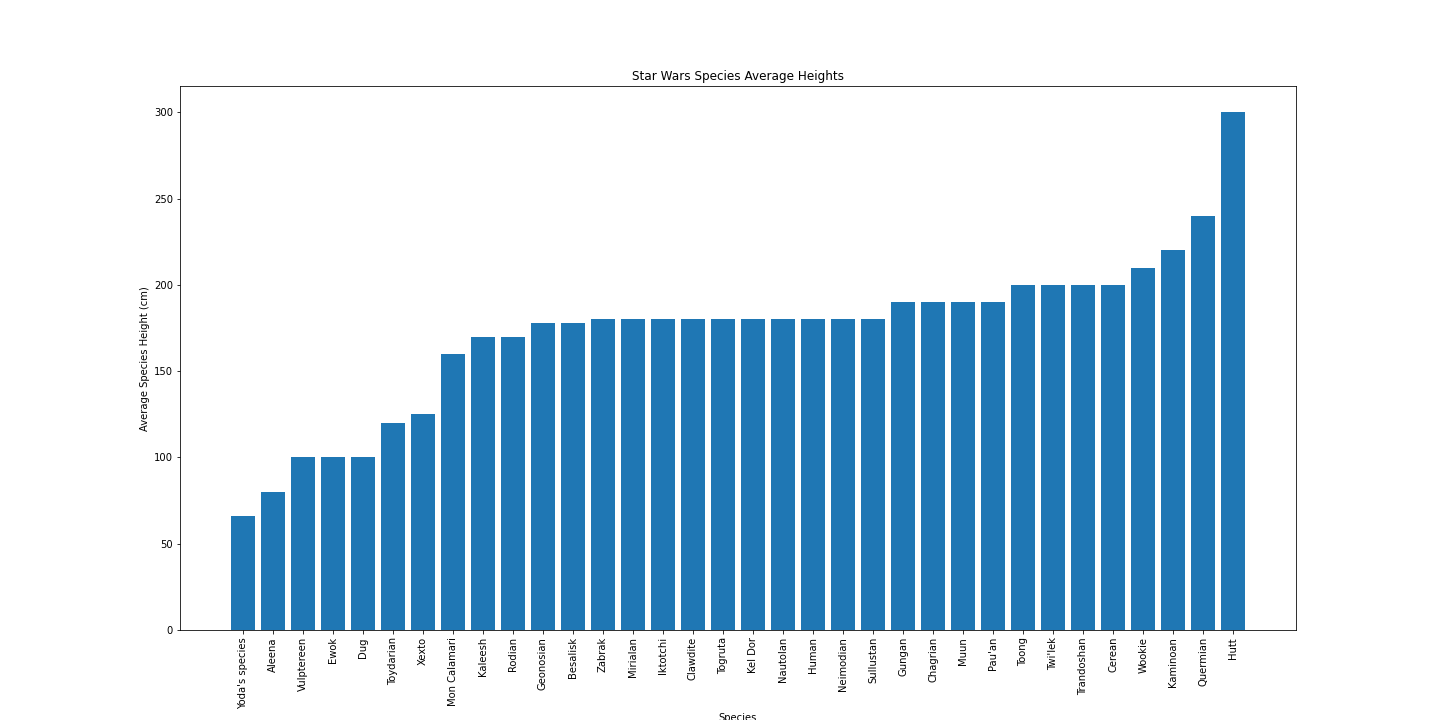 Star Wars Species Average Heights
Average Species Height (cm)
300
250
200
150
100
50
0
Yoda's species
Aleena
Vulptereen
Ewok
Dug
Toydarian
Xexto
Mon Calamari
Kaleesh
Rodian
Geonosian
Besalisk
Zabrak
Mirialan
Iktotchi
Clawdite
Togruta
Kel Dor
Nautolan
Human
Neimodian
Sullustan
Gungan
Chagrian
Muun
Pau'an
Toong
Twi'lek
Trandoshan
Cerean
Wookie
Kaminoan
Quermian
Hutt
Species